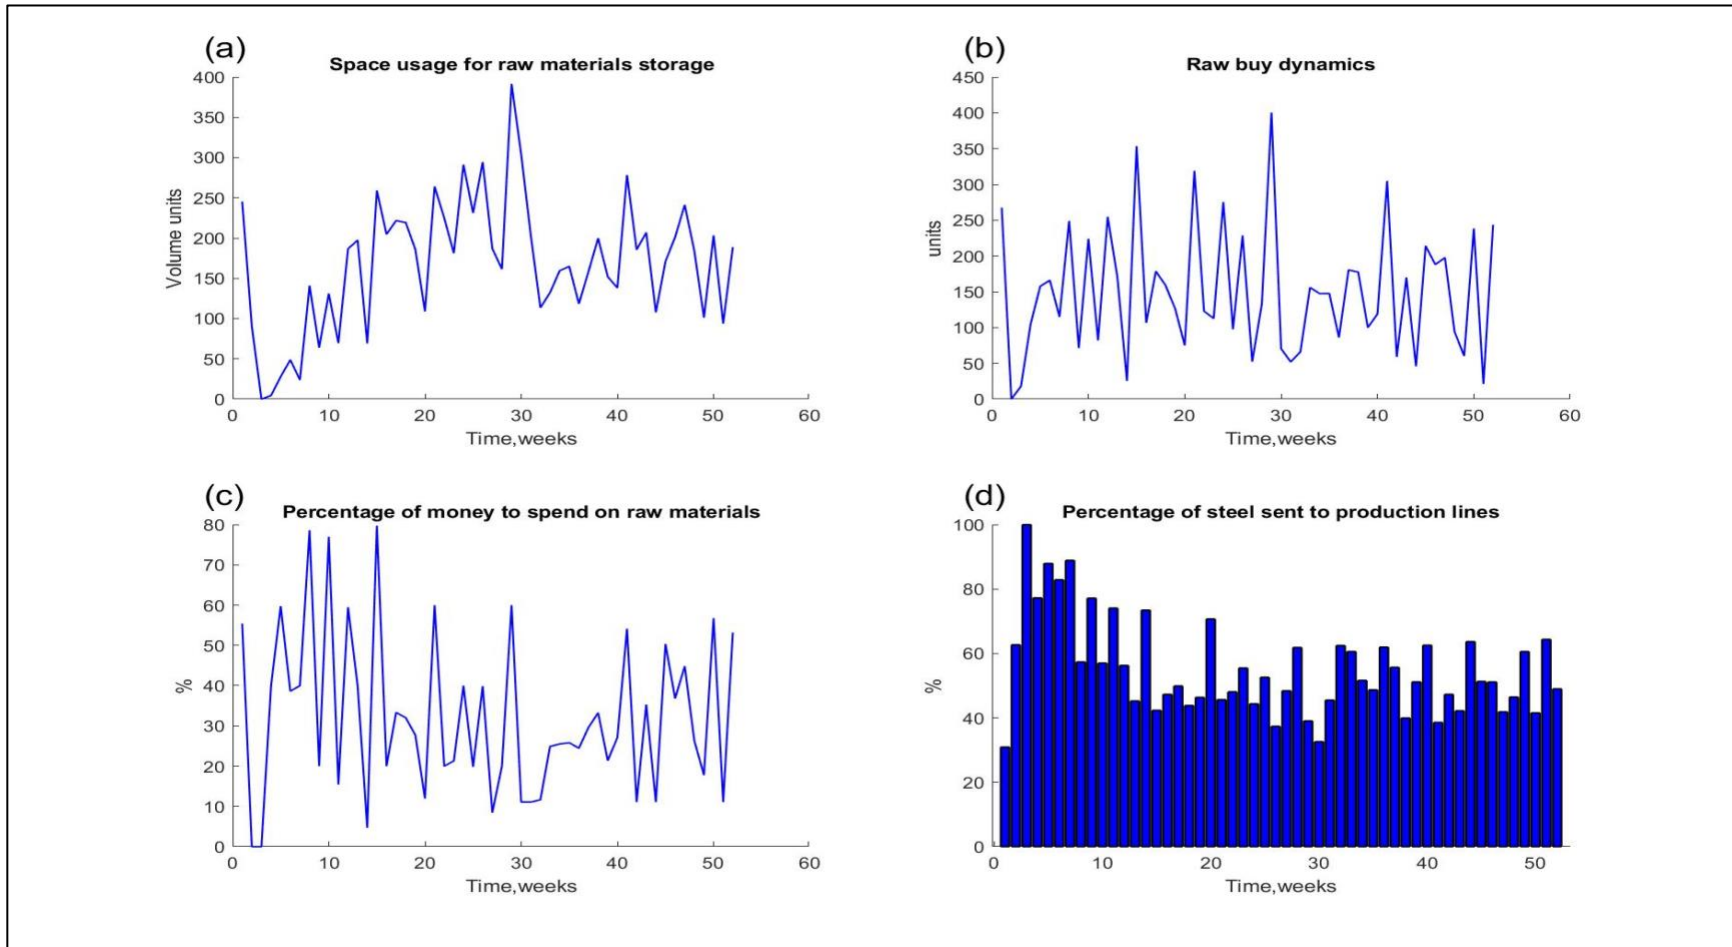 (a)
Space usage for raw materials storage
400
350
300
250
200
150
100
50
0
Volume units
0 10 20 30 40 50 60
Time,weeks
(b)
Raw buy dynamics
450
400
350
300
250
200
150
100
50
0
units
0 10 20 30 40 50 60
Time,weeks
(c)
Percentage of money to spend on raw materials
80
70
60
50
40
30
20
10
0
%
0 10 20 30 40 50 60
Time,weeks
(d)
Percentage of steel sent to production lines
100
80
60
40
20
0
%
0 10 20 30 40 50
Time,weeks